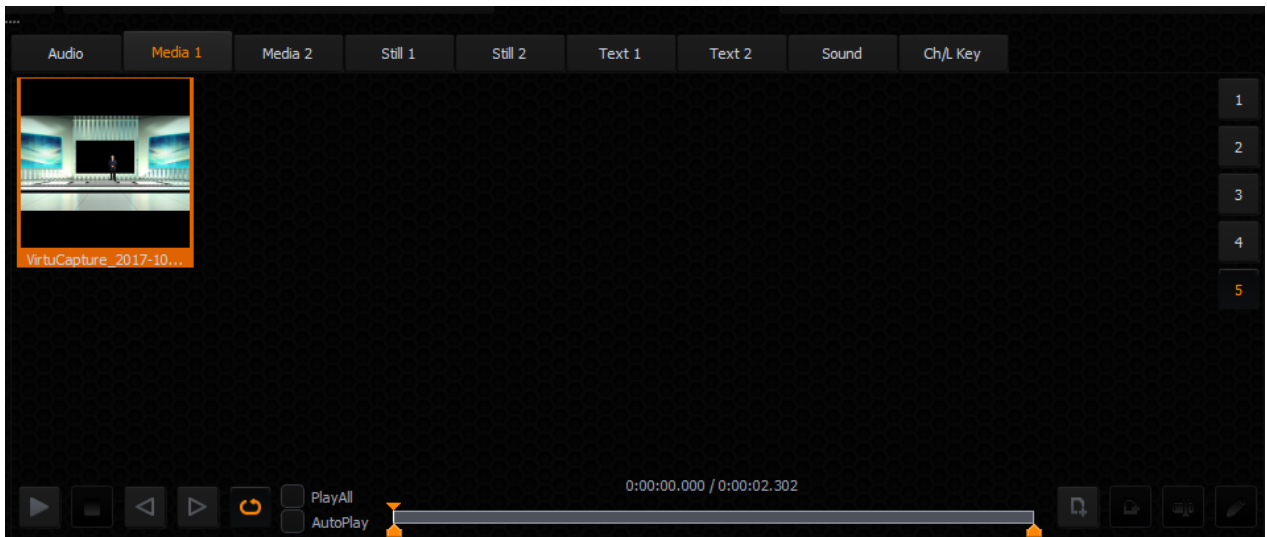 Audio
Media 1
Media 2
Still 1
Still 2
Text 1
Text 2
Sound
Ch/L Key
1
2
3
4
5
VirtuCapture_2017-10...
0:00:00.000 / 0:00:02.302
PlayAll
AutoPlay